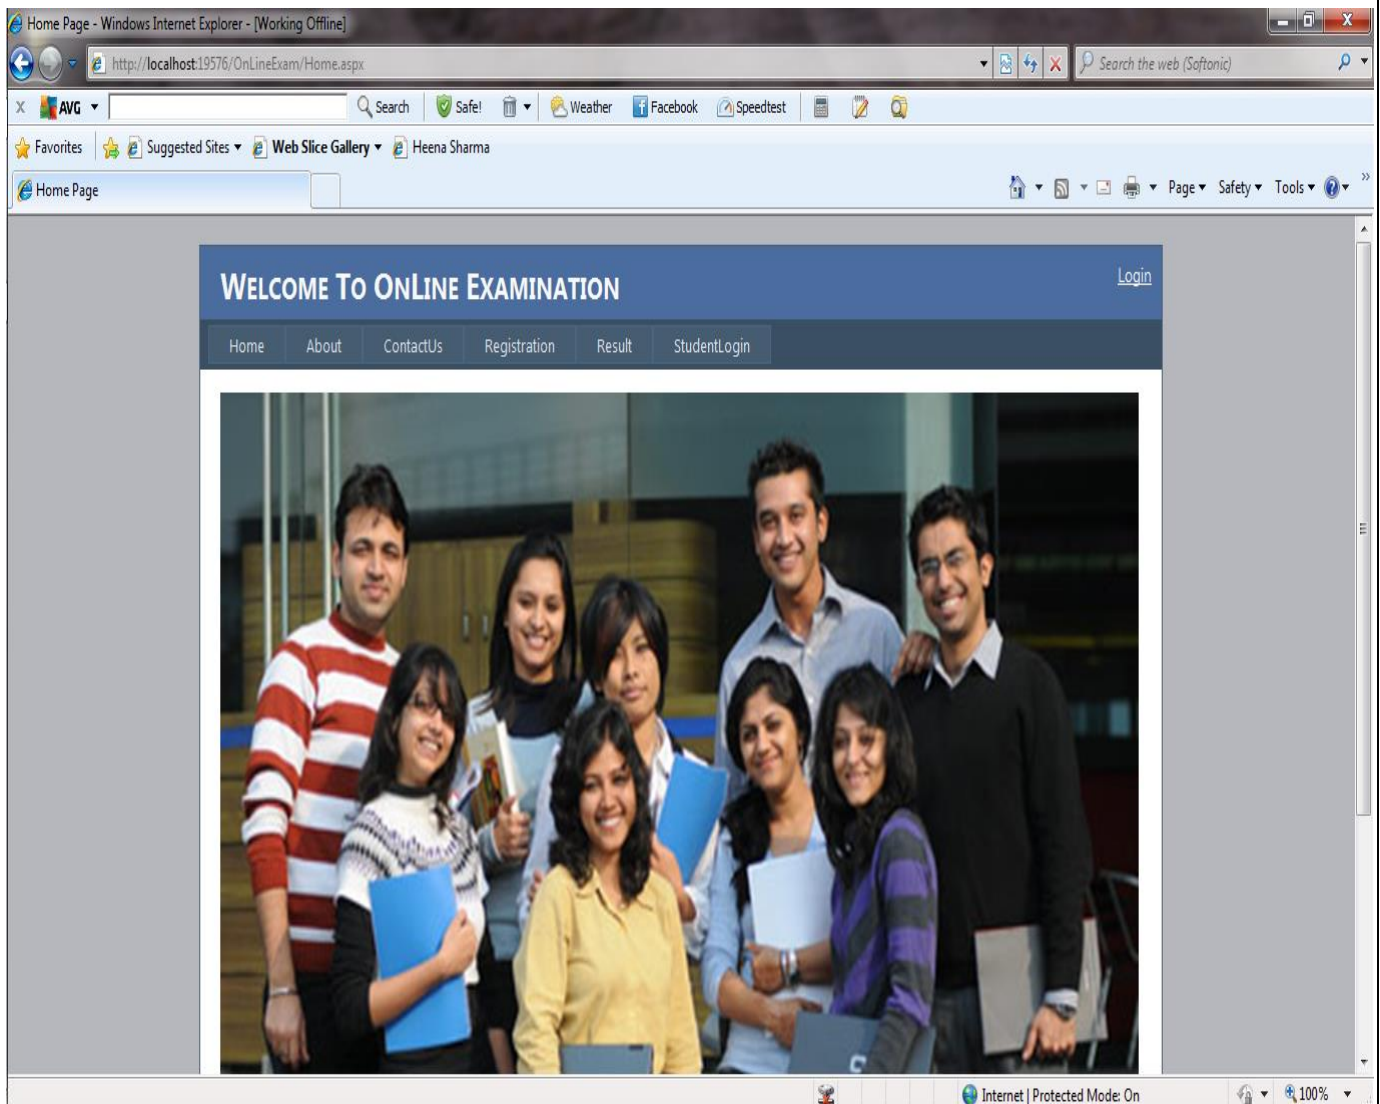 Home Page - Windows Internet Explorer - [Working Offline]
http://localhost:19576/OnLineExam/Home.aspx
Search the web (Softonic)
X AVG Search Safe! Weather Facebook Speedtest
Favorites Suggested Sites Web Slice Gallery Heena Sharma
Home Page
Page Safety Tools
Login
WELCOME TO ONLINE EXAMINATION
Home About ContactUs Registration Result StudentLogin
Internet | Protected Mode: On
100%